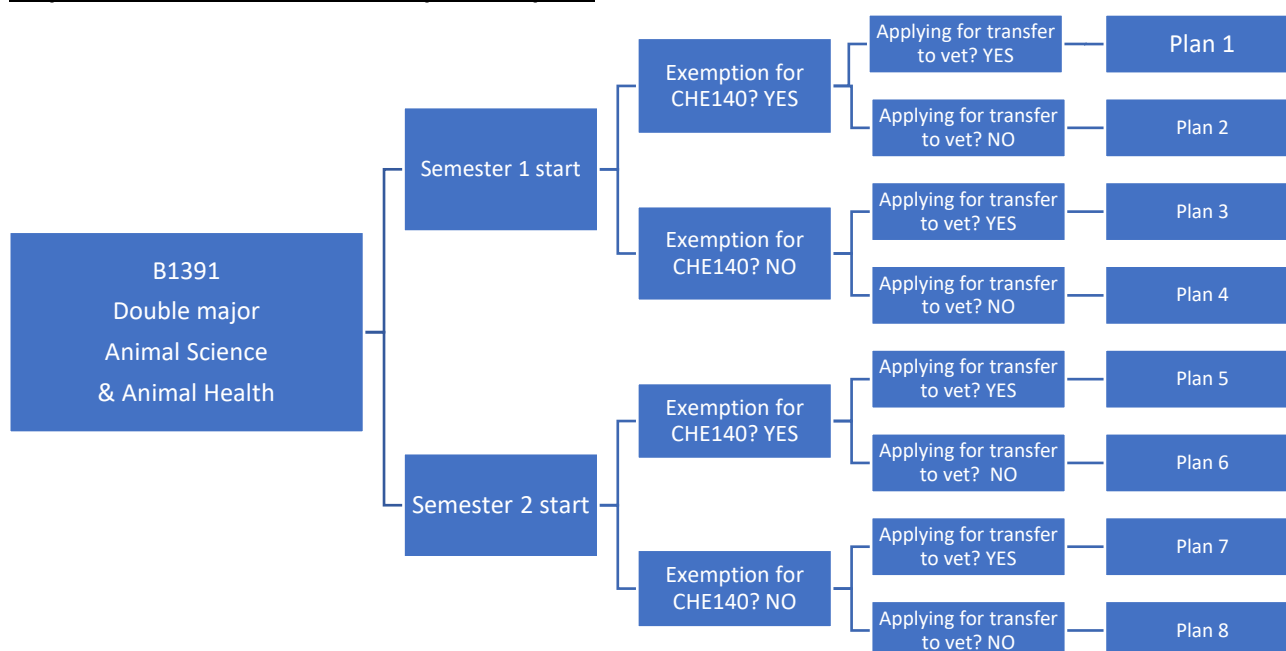 B1391
Double major
Animal Science
& Animal Health
Semester 1 start
Exemption for
CHE140? YES
Applying for transfer
to vet? YES
Plan 1
Applying for transfer
to vet? NO
Plan 2
Exemption for
CHE140? NO
Applying for transfer
to vet? YES
Plan 3
Applying for transfer
to vet? NO
Plan 4
Semester 2 start
Exemption for
CHE140? YES
Applying for transfer
to vet? YES
Plan 5
Applying for transfer
to vet?  NO
Plan 6
Exemption for
CHE140? NO
Applying for transfer
to vet? YES
Plan 7
Applying for transfer
to vet? NO
Plan 8